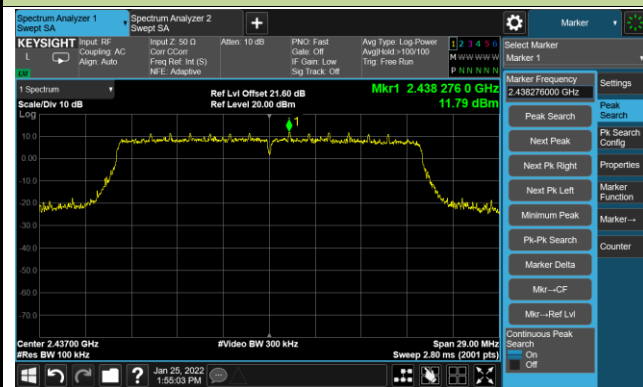 Spectrum Analyzer 1
Swept SA
Spectrum Analyzer 2
Swept SA
Marker
KEYSIGHT
L
LXI
Input: RF
Coupling: AC
Align: Auto
Input Z: 50 Ω
Corr CCorr
Freq Ref: Int (S)
NFE: Adaptive
Atten: 10 dB
PNO: Fast
Gate: Off
IF Gain: Low
Sig Track: Off
Avg Type: Log-Power
Avg|Hold:>100/100
Trig: Free Run
1 2 3 4 5 6
M W W W W W
P N N N N N
Select Marker
Marker 1
1 Spectrum
Scale/Div 10 dB
Log
Ref Lvl Offset 21.60 dB
Ref Level 20.00 dBm
Mkr1 2.438 276 0 GHz
11.79 dBm
1
10.0
0.00
-10.0
-20.0
-30.0
-40.0
-50.0
-60.0
-70.0
Center 2.43700 GHz
#Res BW 100 kHz
#Video BW 300 kHz
Span 29.00 MHz
Sweep 2.80 ms (2001 pts)
Marker Frequency
2.438276000 GHz
Peak Search
Next Peak
Next Pk Right
Next Pk Left
Minimum Peak
Pk-Pk Search
Marker Delta
Mkr→CF
Mkr→Ref Lvl
Continuous Peak
Search
On
Off
Settings
Peak
Search
Pk Search
Config
Properties
Marker
Function
Marker→
Counter
?
Jan 25, 2022
1:55:03 PM